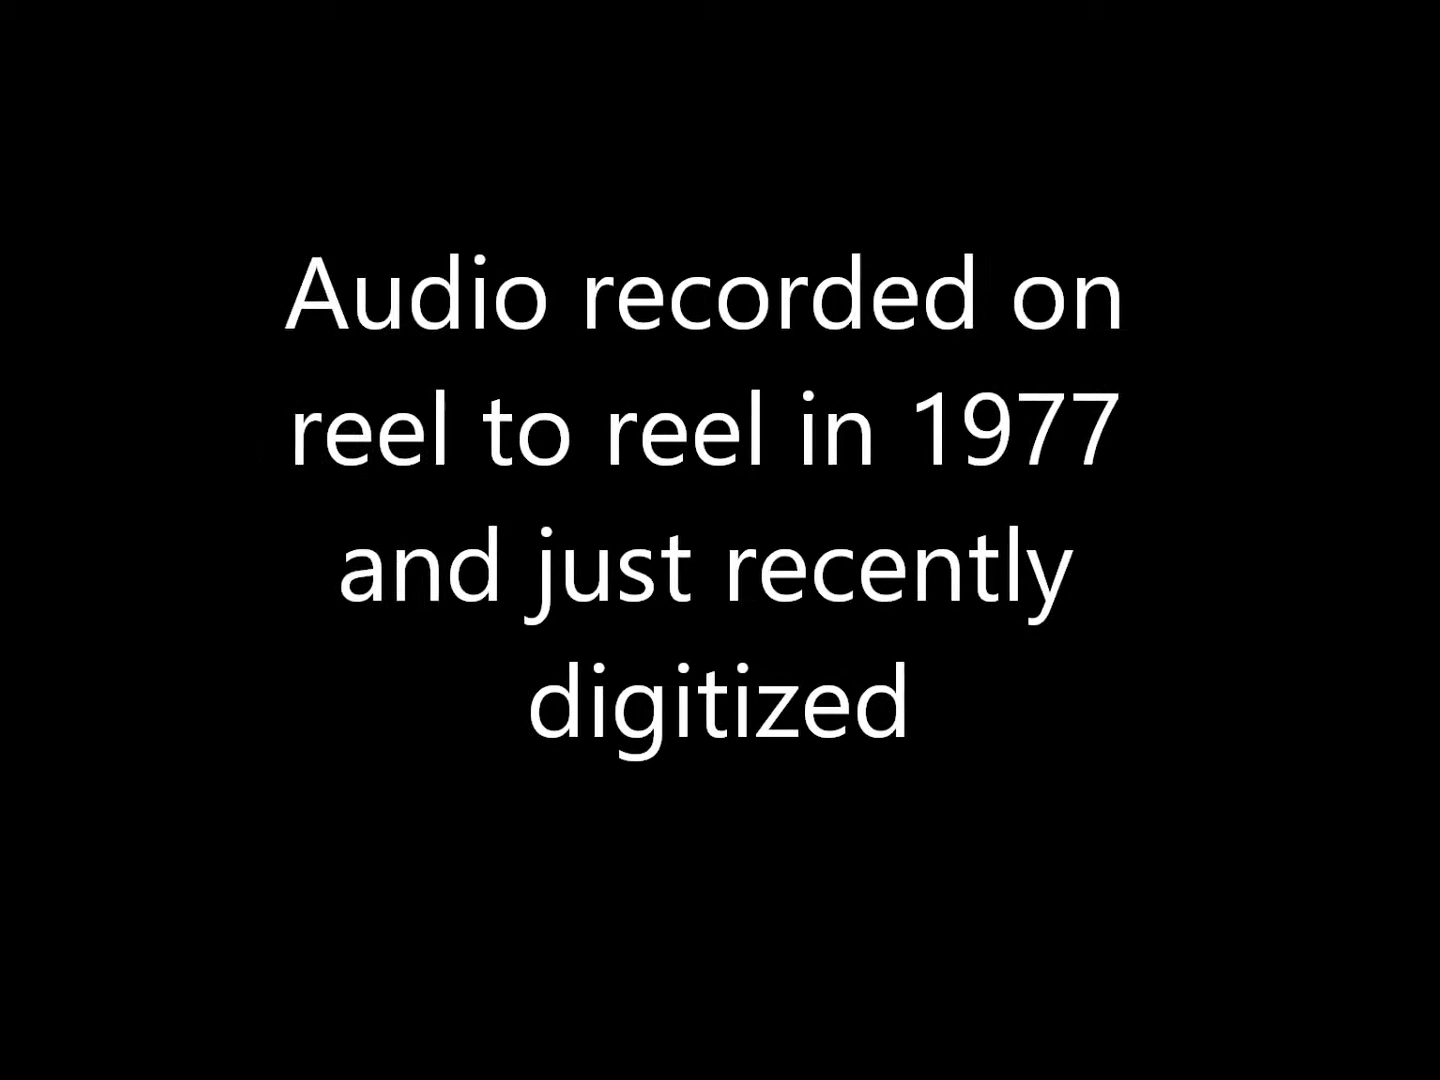 Audio recorded on
reel to reel in 1977
and just recently
digitized